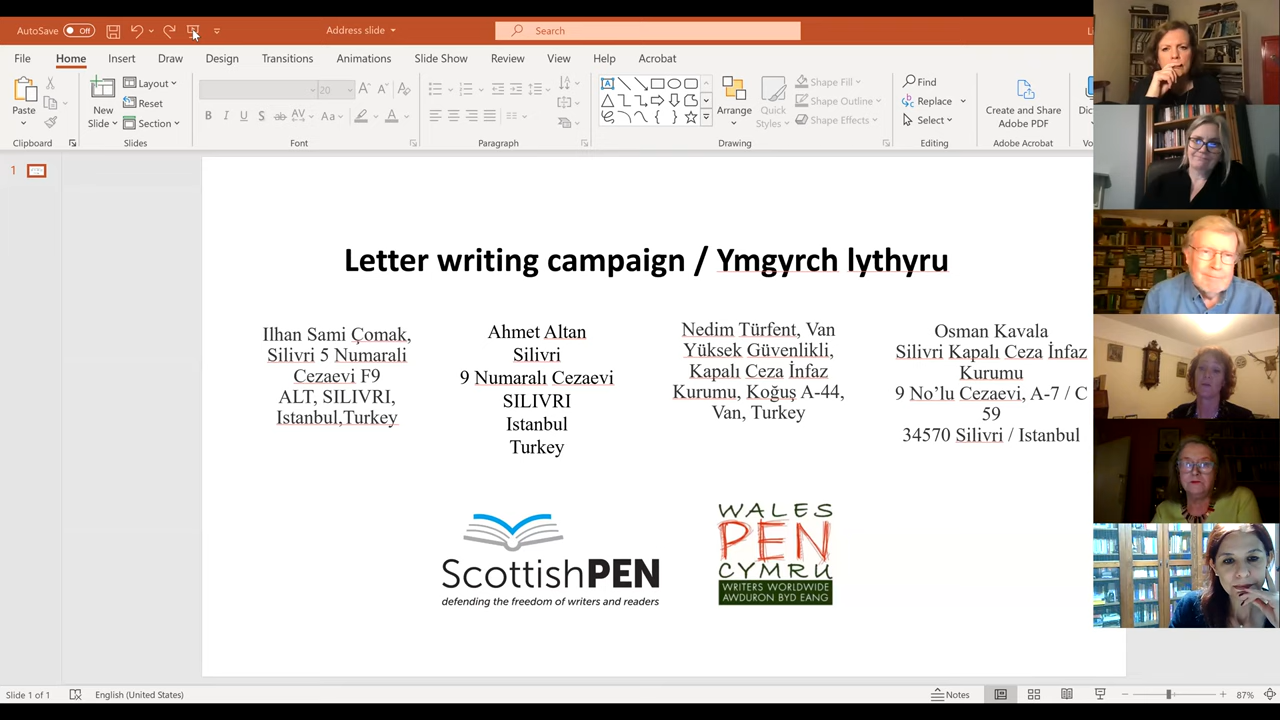 AutoSave Off
Address slide
Search
File Home Insert Draw Design Transitions Animations Slide Show Review View Help Acrobat
Paste
New
Slide
Layout
Reset
Section
20
Arrange
Quick
Styles
Shape Fill
Shape Outline
Shape Effects
Find
Replace
Select
Create and Share
Adobe PDF
Clipboard Slides Font Paragraph Drawing Editing Adobe Acrobat
1
Letter writing campaign / Ymgyrch lythyru
Ilhan Sami Çomak,
Silivri 5 Numarali
Cezaevi F9
ALT, SILIVRI,
Istanbul,Turkey
Ahmet Altan
Silivri
9 Numaralı Cezaevi
SILIVRI
Istanbul
Turkey
Nedim Türfent, Van
Yüksek Güvenlikli,
Kapalı Ceza İnfaz
Kurumu, Koğuş A-44,
Van, Turkey
Osman Kavala
Silivri Kapalı Ceza İnfaz
Kurumu
9 No’lu Cezaevi, A-7 / C
59
34570 Silivri / Istanbul
ScottishPEN
defending the freedom of writers and readers
WALES
PEN
CYMRU
WRITERS WORLDWIDE
AWDURON BYD EANG
Slide 1 of 1
English (United States)
Notes
87%